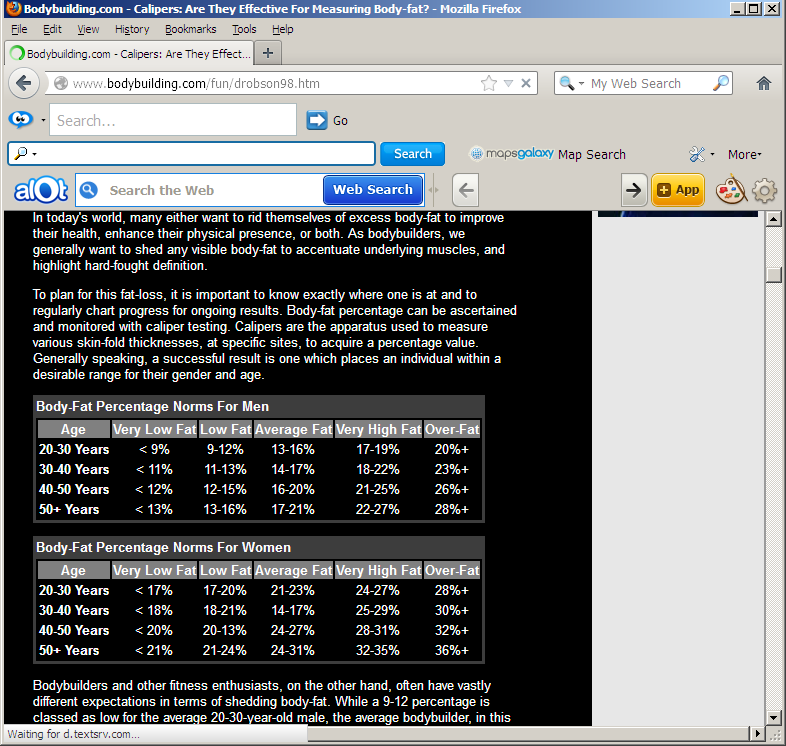 Bodybuilding.com - Calipers: Are They Effective For Measuring Body-fat? - Mozilla Firefox
File Edit View History Bookmarks Tools Help
Bodybuilding.com - Calipers: Are They Effect... +
www.bodybuilding.com/fun/drobson98.htm My Web Search
Search... Go
Search mapsgalaxy Map Search More
alot Search the Web Web Search App
In today's world, many either want to rid themselves of excess body-fat to improve
their health, enhance their physical presence, or both. As bodybuilders, we
generally want to shed any visible body-fat to accentuate underlying muscles, and
highlight hard-fought definition.
To plan for this fat-loss, it is important to know exactly where one is at and to
regularly chart progress for ongoing results. Body-fat percentage can be ascertained
and monitored with caliper testing. Calipers are the apparatus used to measure
various skin-fold thicknesses, at specific sites, to acquire a percentage value.
Generally speaking, a successful result is one which places an individual within a
desirable range for their gender and age.
Body-Fat Percentage Norms For Men
Age Very Low Fat Low Fat Average Fat Very High Fat Over-Fat
20-30 Years < 9% 9-12% 13-16% 17-19% 20%+
30-40 Years < 11% 11-13% 14-17% 18-22% 23%+
40-50 Years < 12% 12-15% 16-20% 21-25% 26%+
50+ Years < 13% 13-16% 17-21% 22-27% 28%+
Body-Fat Percentage Norms For Women
Age Very Low Fat Low Fat Average Fat Very High Fat Over-Fat
20-30 Years < 17% 17-20% 21-23% 24-27% 28%+
30-40 Years < 18% 18-21% 14-17% 25-29% 30%+
40-50 Years < 20% 20-13% 24-27% 28-31% 32%+
50+ Years < 21% 21-24% 24-31% 32-35% 36%+
Bodybuilders and other fitness enthusiasts, on the other hand, often have vastly
different expectations in terms of shedding body-fat. While a 9-12 percentage is
classed as low for the average 20-30-year-old male, the average bodybuilder, in this
Waiting for d.textsrv.com...